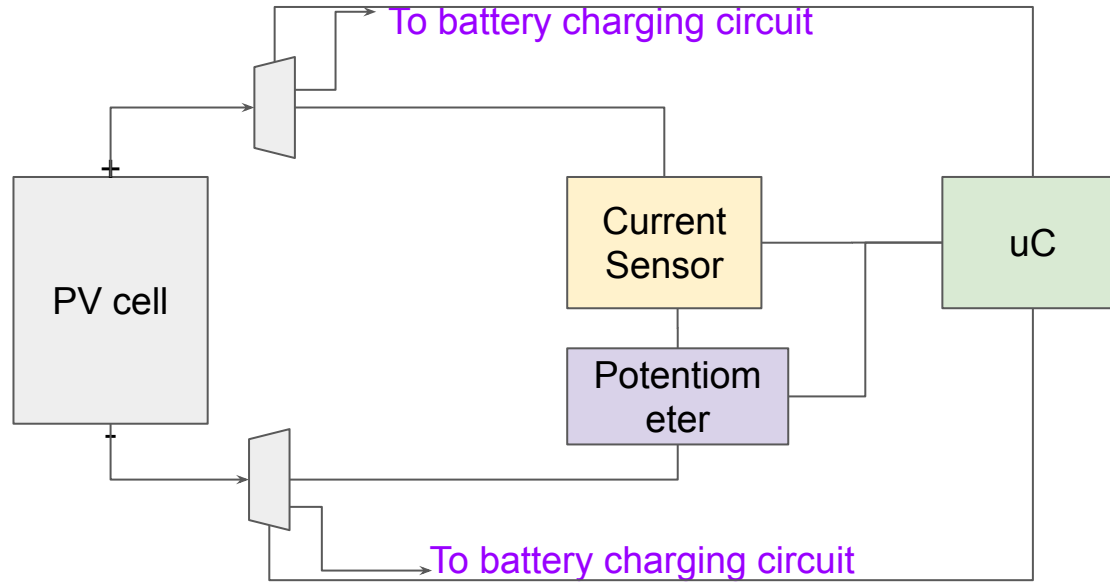 To battery charging circuit
+
PV cell
-
Current
Sensor
uC
Potentiom
eter
To battery charging circuit